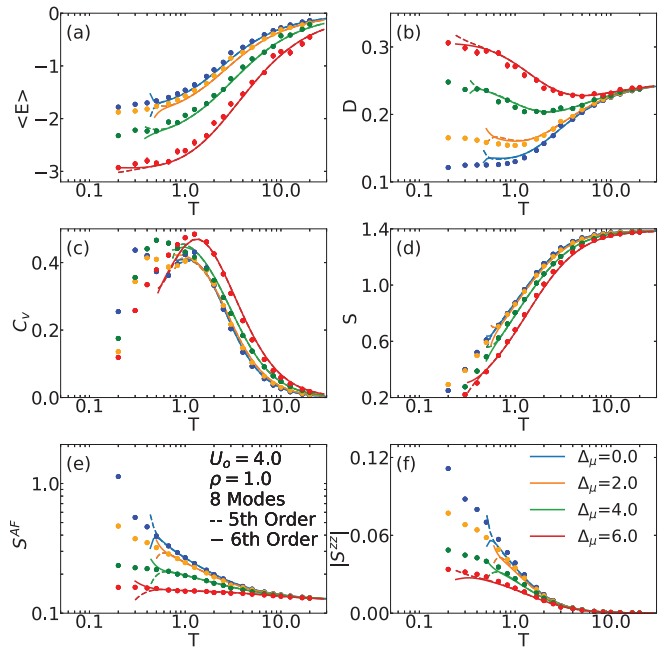 (a)
0
−1
−2
−3
<E>
0.1
1.0
10.0
T
(b)
0.3
0.2
0.1
D
0.1
1.0
10.0
T
(c)
0.4
0.2
0.0
C_v
0.1
1.0
10.0
T
(d)
1.4
1.0
0.6
0.2
S
0.1
1.0
10.0
T
(e)
1.0
0.1
S^{AF}
U_o = 4.0
ρ = 1.0
8 Modes
-- 5th Order
— 6th Order
0.1
1.0
10.0
T
(f)
0.12
0.06
0.00
|S^{zz}|
Δ_μ=0.0
Δ_μ=2.0
Δ_μ=4.0
Δ_μ=6.0
0.1
1.0
10.0
T